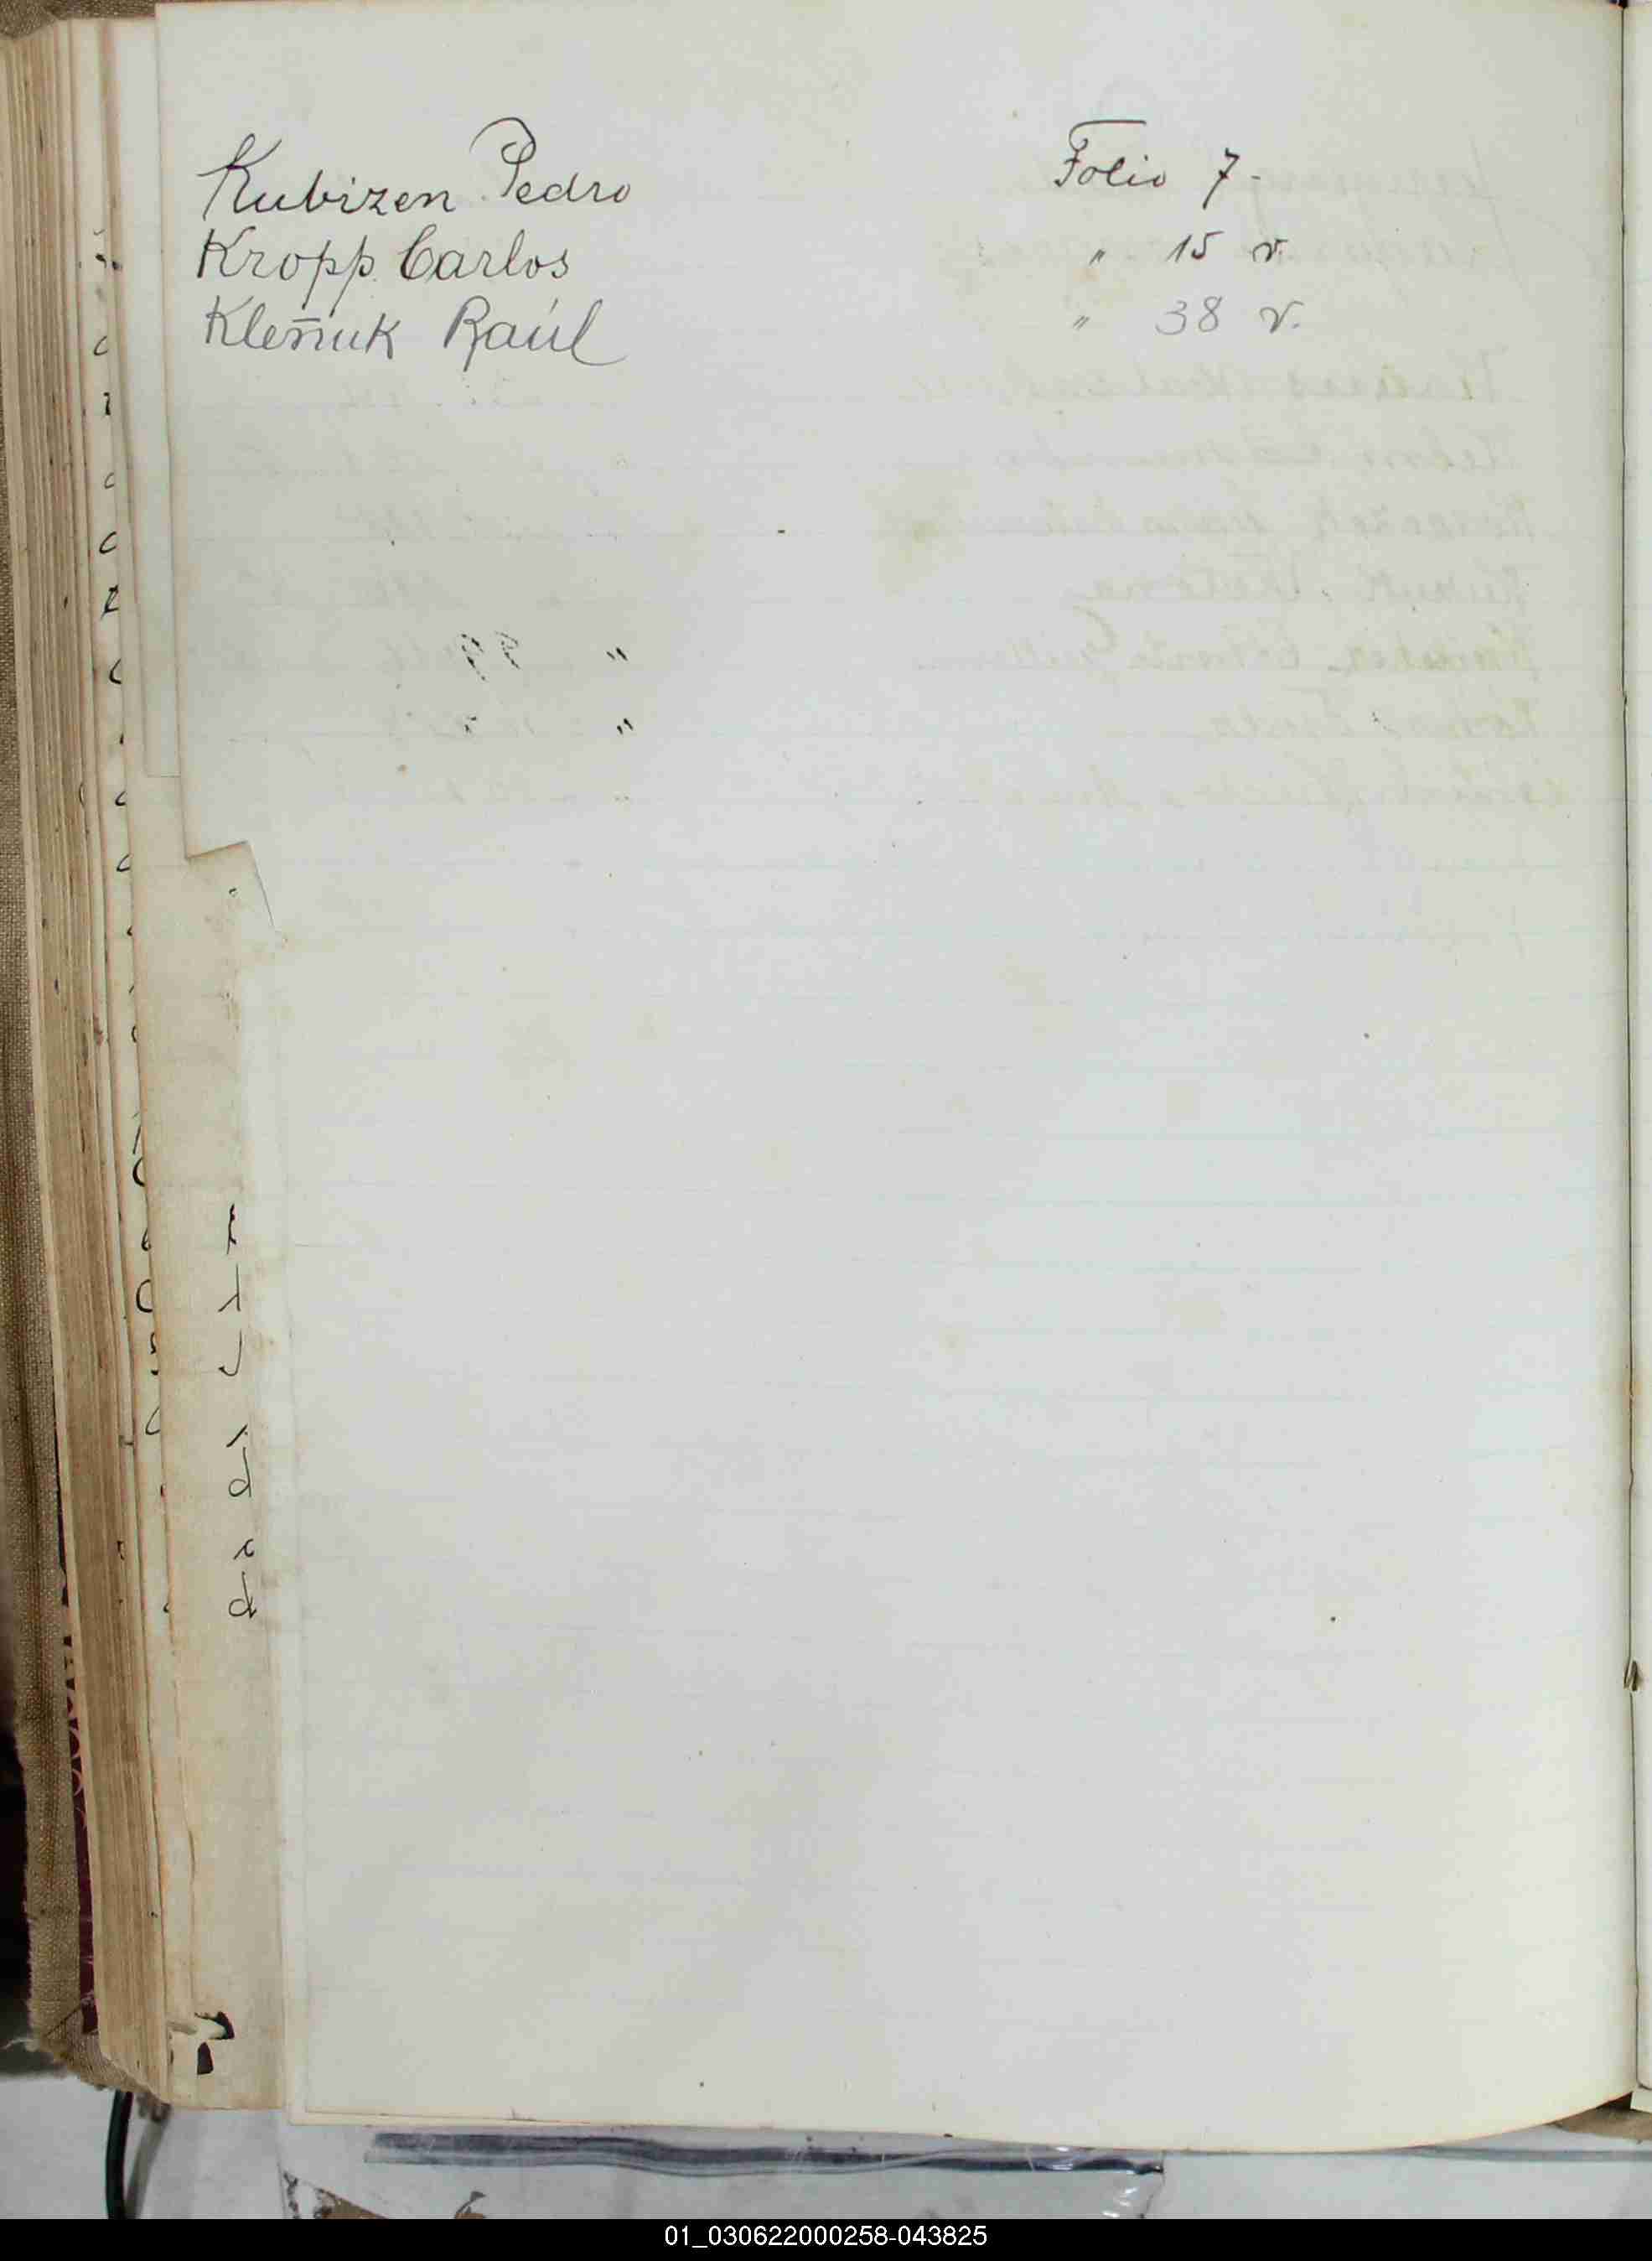 Kubizen Pedro Folio 7.
Kropp Carlos " 15 v.
Kleñuk Raúl " 38 v.
01_030622000258-043825